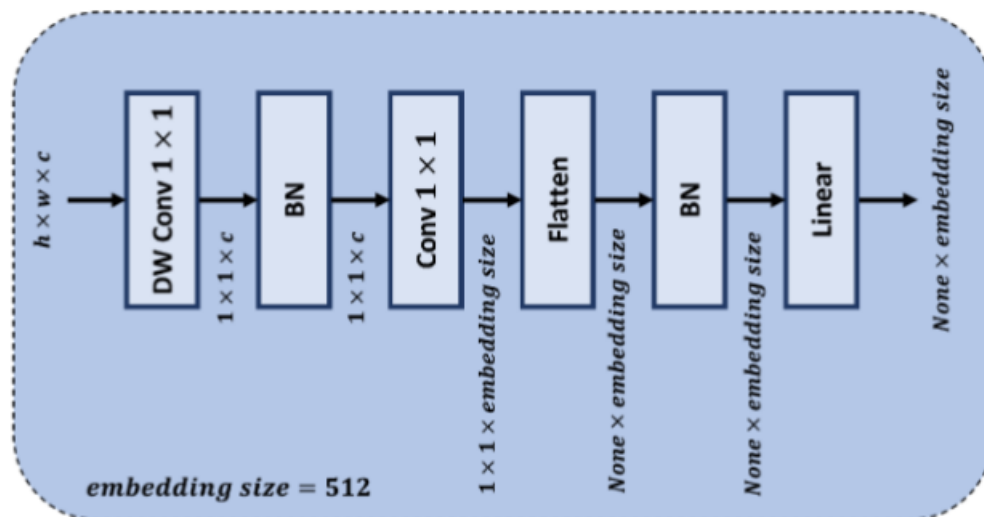 h × w × c
DW Conv 1 × 1
1 × 1 × c
BN
1 × 1 × c
Conv 1 × 1
1 × 1 × embedding size
Flatten
None × embedding size
BN
None × embedding size
Linear
None × embedding size
embedding size = 512